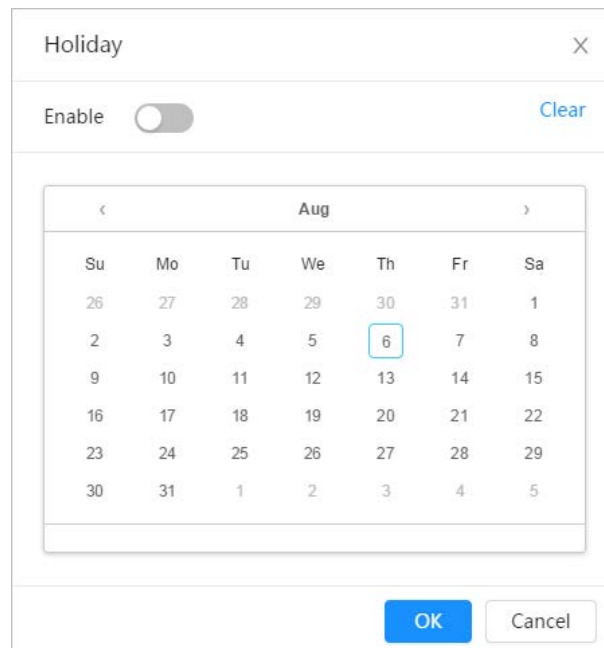 Holiday
Enable Clear
‹ Aug ›
Su Mo Tu We Th Fr Sa
26 27 28 29 30 31 1
2 3 4 5 6 7 8
9 10 11 12 13 14 15
16 17 18 19 20 21 22
23 24 25 26 27 28 29
30 31 1 2 3 4 5
OK Cancel